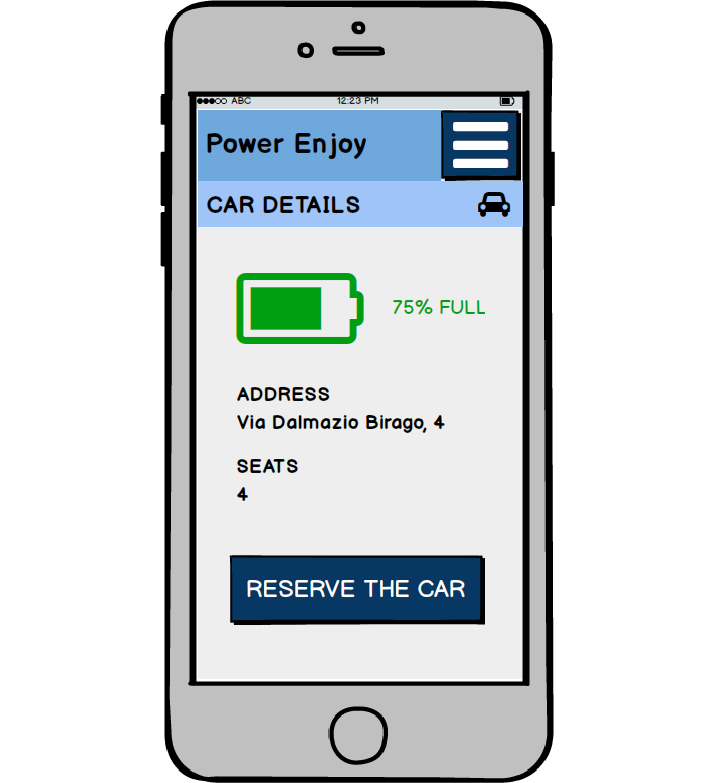 ABC 12:23 PM
Power Enjoy
CAR DETAILS
75% FULL
ADDRESS
Via Dalmazio Birago, 4
SEATS
4
RESERVE THE CAR